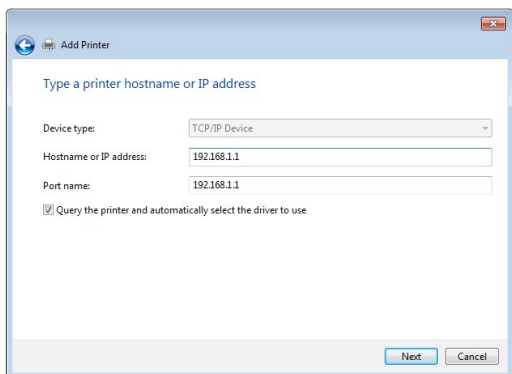 Add Printer
Type a printer hostname or IP address
Device type: TCP/IP Device
Hostname or IP address: 192.168.1.1
Port name: 192.168.1.1
Query the printer and automatically select the driver to use
Next Cancel